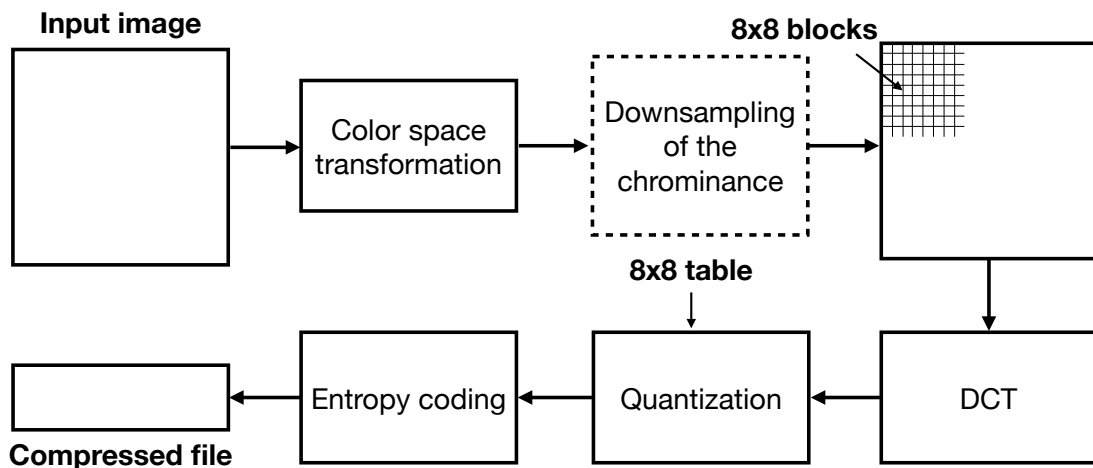 Input image
8x8 blocks
Color space
transformation
Downsampling
of the
chrominance
8x8 table
Entropy coding
Quantization
DCT
Compressed file